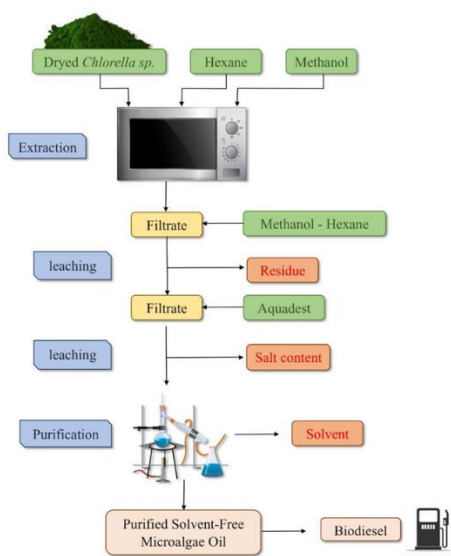 Dryed Chlorella sp.
Hexane
Methanol
Extraction
Filtrate
Methanol - Hexane
leaching
Residue
Filtrate
Aquadest
leaching
Salt content
Purification
Solvent
Purified Solvent-Free
Microalgae Oil
Biodiesel